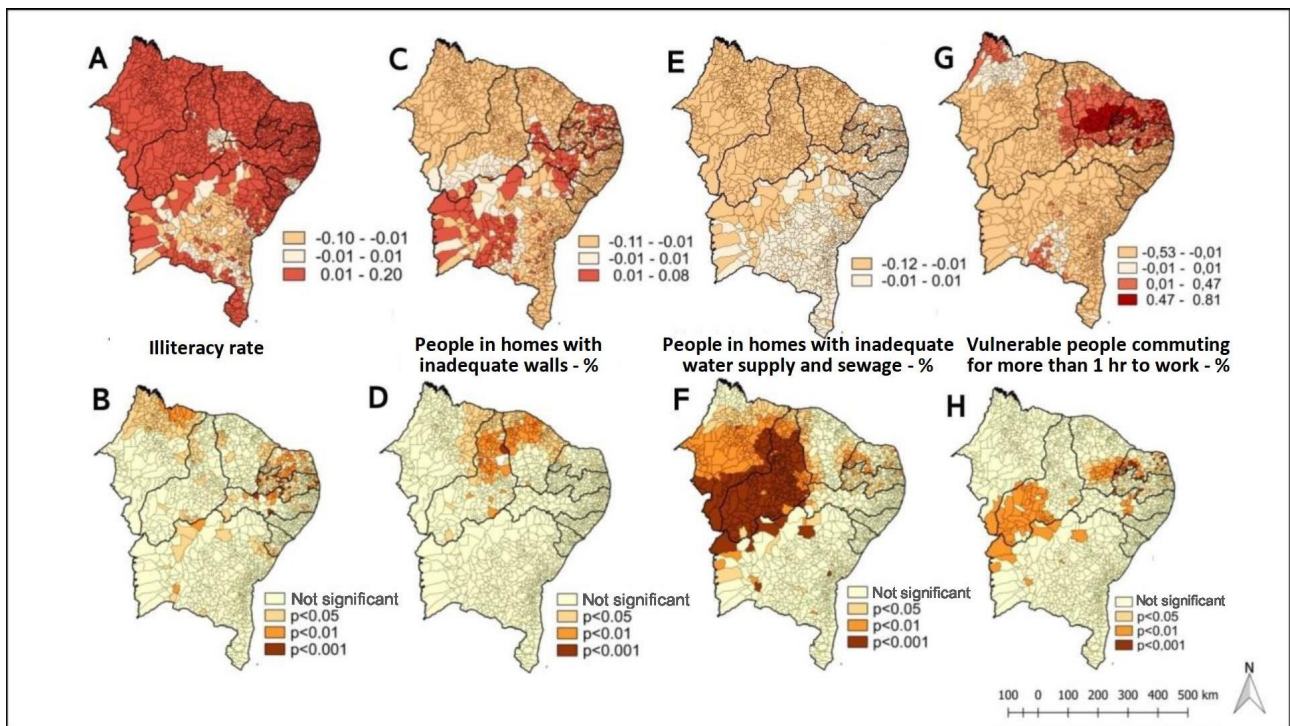 A
C
E
G
-0.10 - -0.01
-0.01 - 0.01
0.01 - 0.20
-0.11 - -0.01
-0.01 - 0.01
0.01 - 0.08
-0.12 - -0.01
-0.01 - 0.01
-0,53 - -0,01
-0,01 - 0,01
0,01 - 0,47
0.47 - 0.81
Illiteracy rate
People in homes with
inadequate walls - %
People in homes with inadequate
water supply and sewage - %
Vulnerable people commuting
for more than 1 hr to work - %
B
D
F
H
Not significant
p<0.05
p<0.01
p<0.001
Not significant
p<0.05
p<0.01
p<0.001
Not significant
p<0.05
p<0.01
p<0.001
Not significant
p<0.05
p<0.01
p<0.001
N
100 0 100 200 300 400 500 km